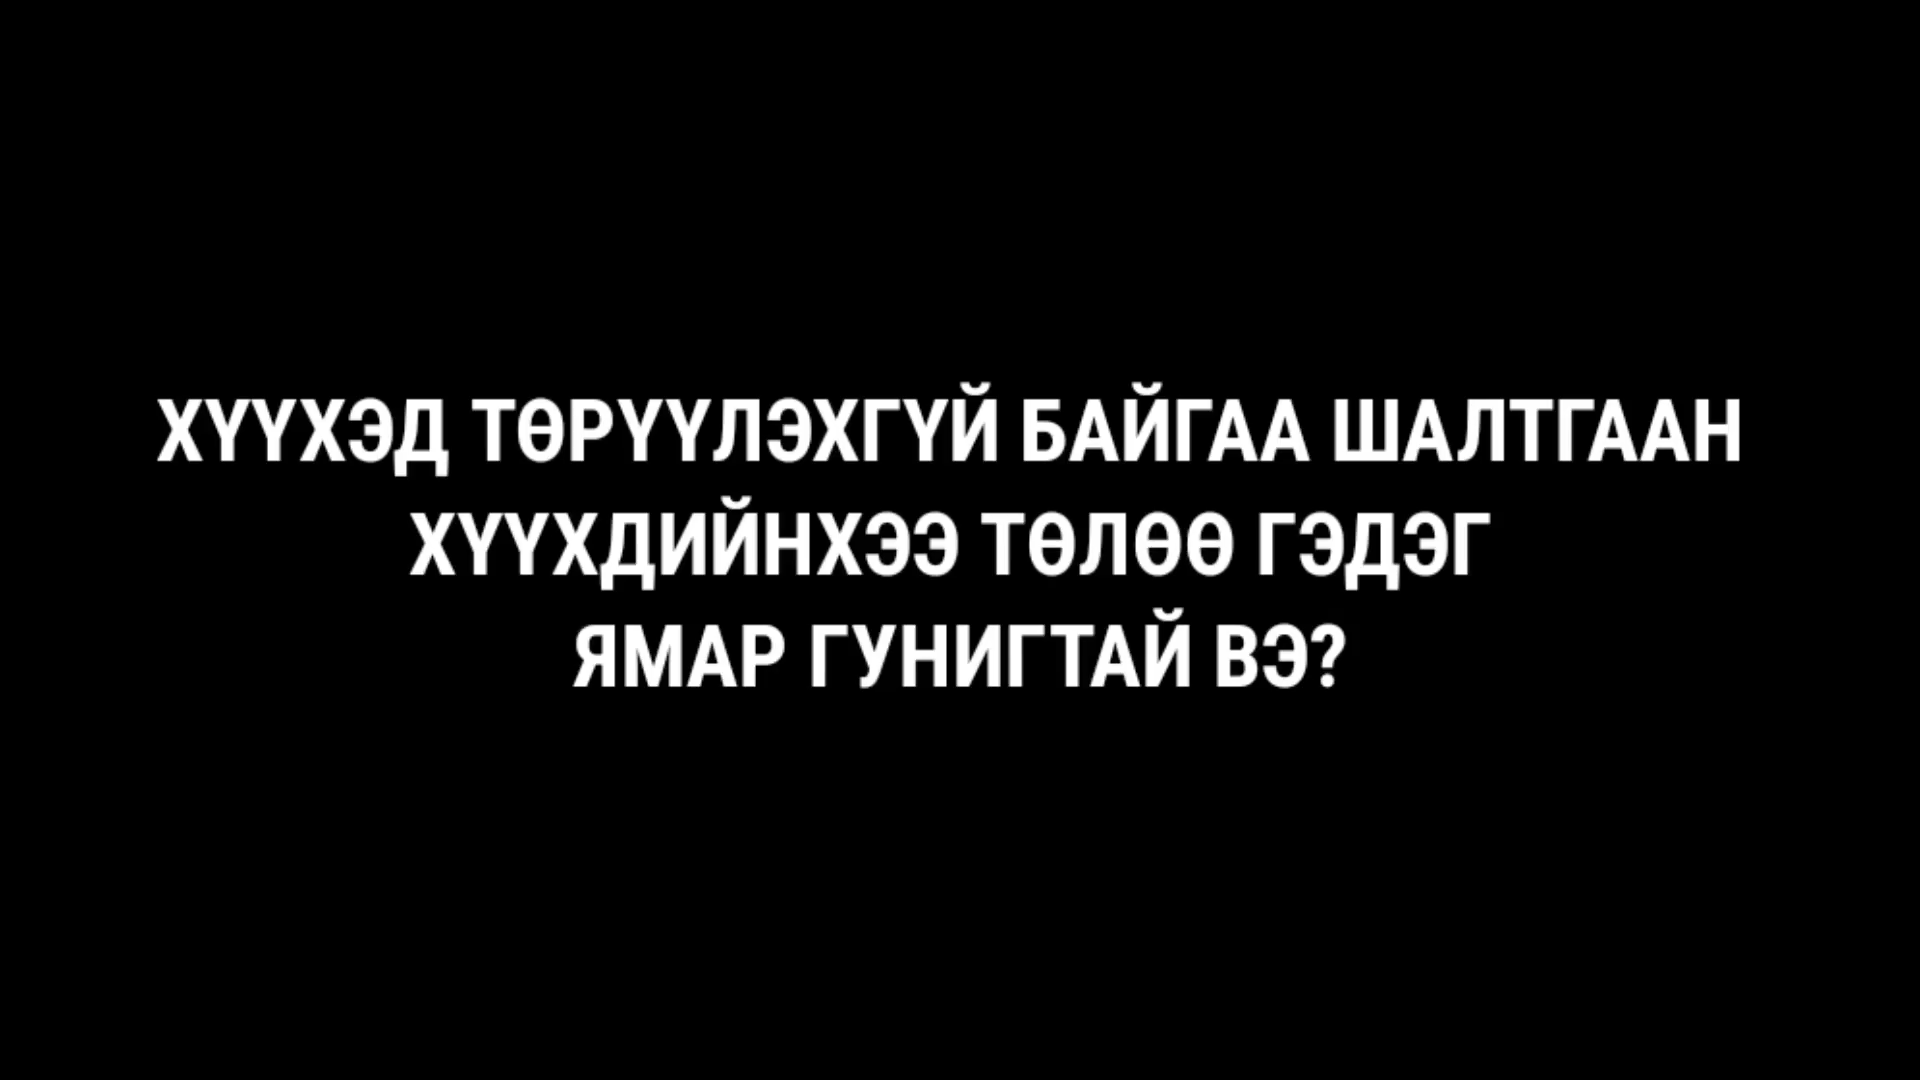 ХҮҮХЭД ТӨРҮҮЛЭХГҮЙ БАЙГАА ШАЛТГААН
ХҮҮХДИЙНХЭЭ ТӨЛӨӨ ГЭДЭГ
ЯМАР ГУНИГТАЙ ВЭ?